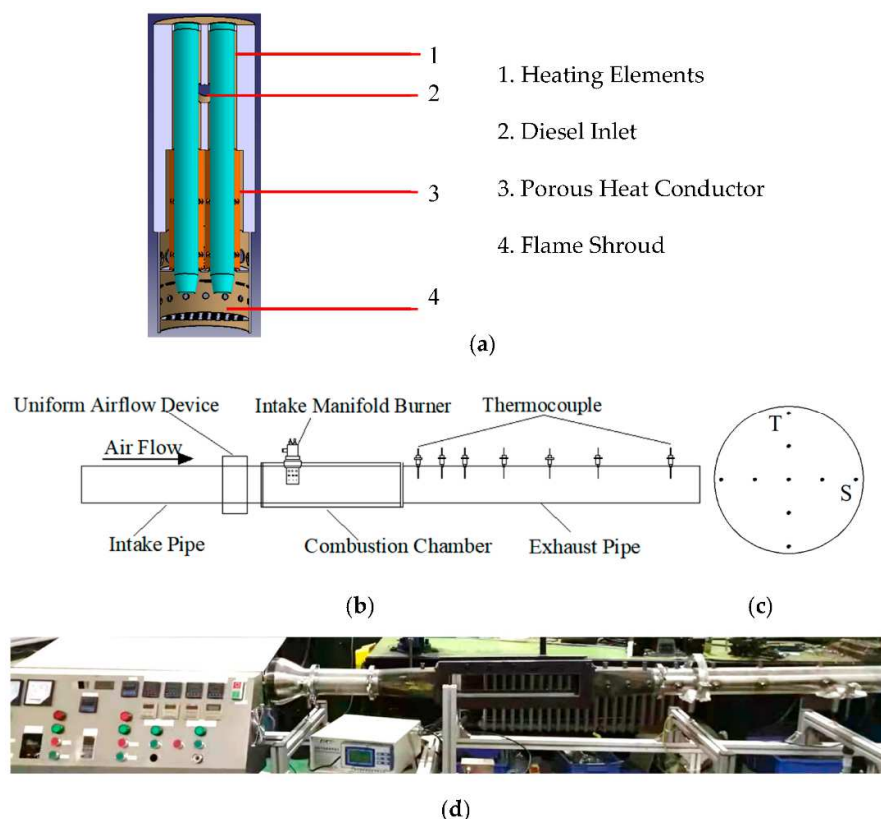 1
2
3
4
1. Heating Elements
2. Diesel Inlet
3. Porous Heat Conductor
4. Flame Shroud
(a)
Uniform Airflow Device
Intake Manifold Burner
Thermocouple
Air Flow
Intake Pipe
Combustion Chamber
Exhaust Pipe
T
S
(b)
(c)
(d)